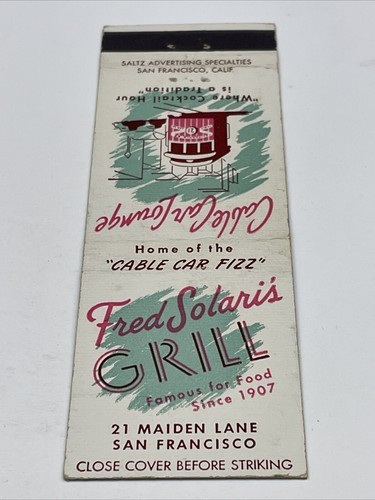 SALTZ ADVERTISING SPECIALTIES
SAN FRANCISCO, CALIF.
"Where Cocktail Hour
is a Tradition"
Cable Car Lounge
Home of the
"CABLE CAR FIZZ"
Fred Solari's
GRILL
Famous for Food
Since 1907
21 MAIDEN LANE
SAN FRANCISCO
CLOSE COVER BEFORE STRIKING